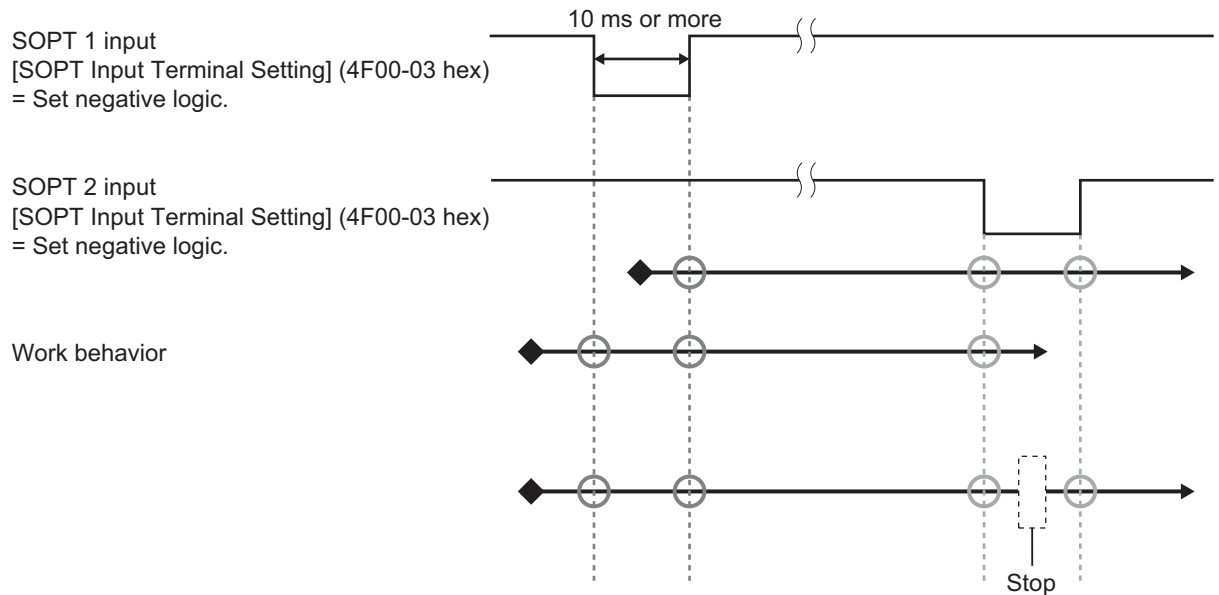 10 ms or more
SOPT 1 input
[SOPT Input Terminal Setting] (4F00-03 hex)
= Set negative logic.
SOPT 2 input
[SOPT Input Terminal Setting] (4F00-03 hex)
= Set negative logic.
Work behavior
Stop